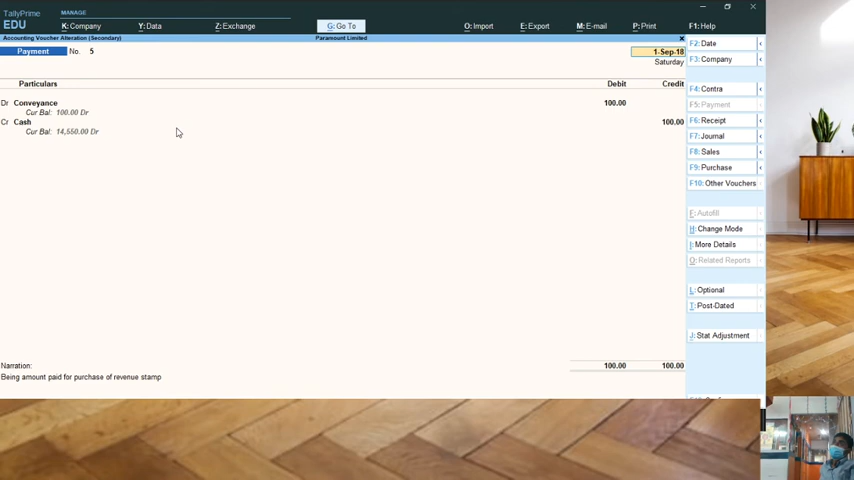 TallyPrime MANAGE
EDU K: Company Y: Data Z: Exchange G: Go To O: Import E: Export M: E-mail P: Print F1: Help
Accounting Voucher Alteration (Secondary) Paramount Limited
Payment No. 5 1-Sep-18
Saturday
Particulars Debit Credit
Dr Conveyance 100.00
Cur Bal: 100.00 Dr
Cr Cash 100.00
Cur Bal: 14,550.00 Dr
Narration: 100.00 100.00
Being amount paid for purchase of revenue stamp
F2: Date
F3: Company
F4: Contra
F5: Payment
F6: Receipt
F7: Journal
F8: Sales
F9: Purchase
F10: Other Vouchers
F: Autofill
H: Change Mode
I: More Details
O: Related Reports
L: Optional
T: Post-Dated
J: Stat Adjustment